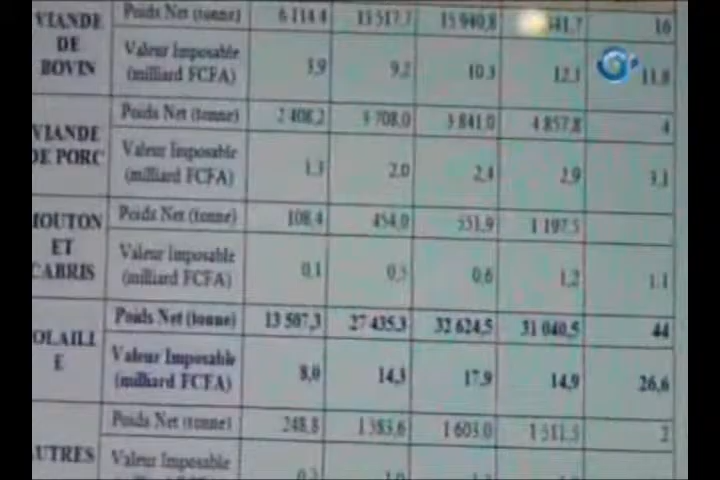 VIANDE DE BOVIN
Poids Net (tonne) 6 114.4 13 517.7 15 940,8 16
Valeur Imposable (milliard FCFA) 3,9 9.2 10.3 12.1 11.8
VIANDE DE PORC
Poids Net (tonne) 2 408,2 708,0 3 841,0 4 857,8 4
Valeur Imposable (milliard FCFA) 1.3 2.0 2.4 2.9 3.1
MOUTON ET CABRIS
Poids Net (tonne) 108,4 454,0 551,9 1 197.5
Valeur Imposable (milliard FCFA) 0,1 0,5 0,6 1,2 1.1
OLAILL E
Poids Net (tonne) 13 507,3 27 435.3 32 624,5 31 040,5 44
Valeur Imposable (milliard FCFA) 8,0 14,3 17,9 14,9 26,6
UTRES
Poids Net (tonne) 248,8 1 383,6 1 603.0 1 511.5 2
Valeur Imposable